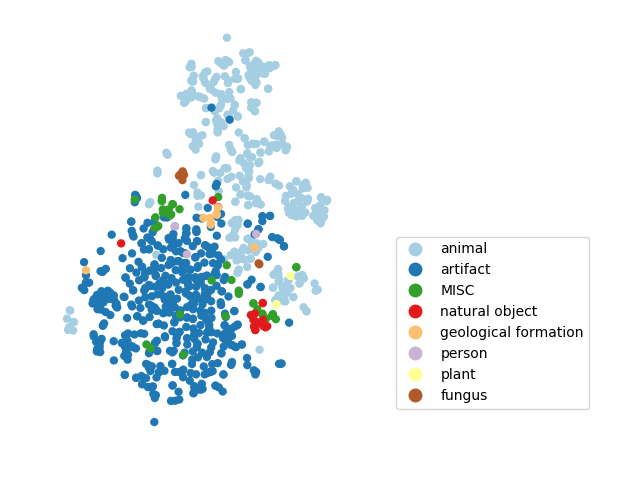 animal
artifact
MISC
natural object
geological formation
person
plant
fungus